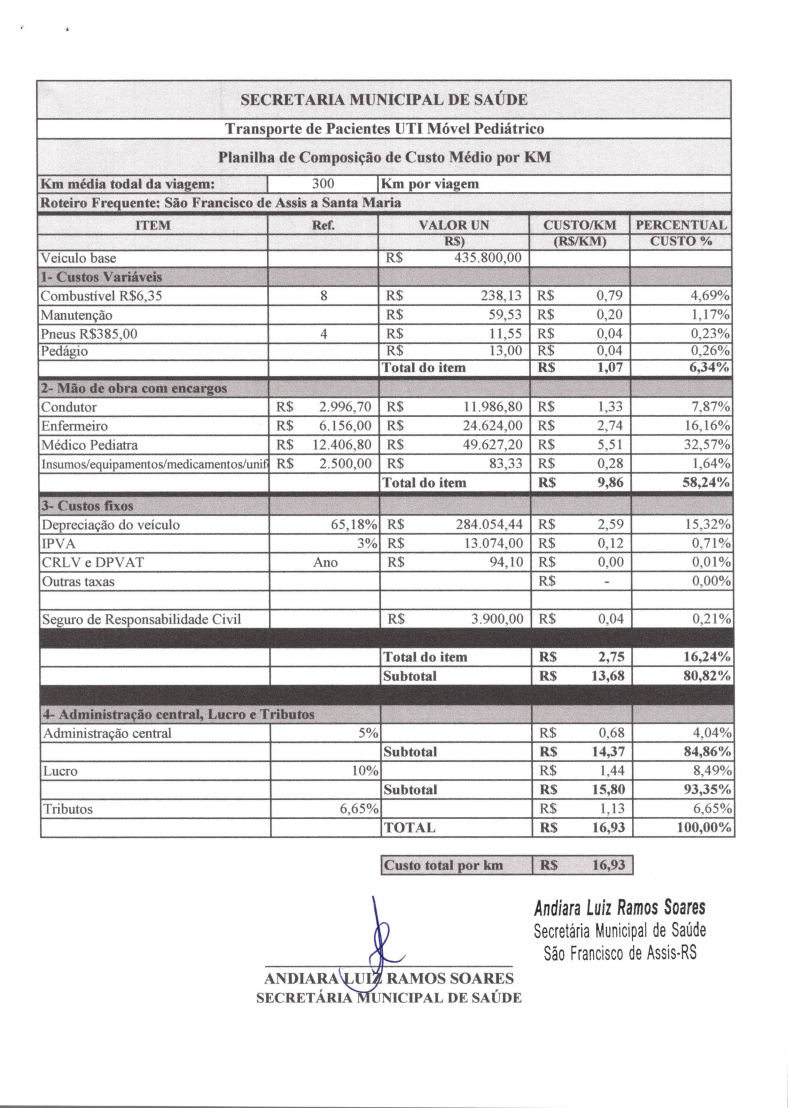 SECRETARIA MUNICIPAL DE SAÚDE
Transporte de Pacientes UTI Móvel Pediátrico
Planilha de Composição de Custo Médio por KM
Km média todal da viagem: 300 Km por viagem
Roteiro Frequente: São Francisco de Assis a Santa Maria
ITEM Ref. VALOR UN CUSTO/KM PERCENTUAL
R$) (R$/KM) CUSTO %
Veículo base R$ 435.800,00
1- Custos Variáveis
Combustível R$6,35 8 R$ 238,13 R$ 0,79 4,69%
Manutenção R$ 59,53 R$ 0,20 1,17%
Pneus R$385,00 4 R$ 11,55 R$ 0,04 0,23%
Pedágio R$ 13,00 R$ 0,04 0,26%
Total do item R$ 1,07 6,34%
2- Mão de obra com encargos
Condutor R$ 2.996,70 R$ 11.986,80 R$ 1,33 7,87%
Enfermeiro R$ 6.156,00 R$ 24.624,00 R$ 2,74 16,16%
Médico Pediatra R$ 12.406,80 R$ 49.627,20 R$ 5,51 32,57%
Insumos/equipamentos/medicamentos/unif R$ 2.500,00 R$ 83,33 R$ 0,28 1,64%
Total do item R$ 9,86 58,24%
3- Custos fixos
Depreciação do veículo 65,18% R$ 284.054,44 R$ 2,59 15,32%
IPVA 3% R$ 13.074,00 R$ 0,12 0,71%
CRLV e DPVAT Ano R$ 94,10 R$ 0,00 0,01%
Outras taxas R$ - 0,00%
Seguro de Responsabilidade Civil R$ 3.900,00 R$ 0,04 0,21%
Total do item R$ 2,75 16,24%
Subtotal R$ 13,68 80,82%
4- Administração central, Lucro e Tributos
Administração central 5% R$ 0,68 4,04%
Subtotal R$ 14,37 84,86%
Lucro 10% R$ 1,44 8,49%
Subtotal R$ 15,80 93,35%
Tributos 6,65% R$ 1,13 6,65%
TOTAL R$ 16,93 100,00%
Custo total por km R$ 16,93
Andiara Luiz Ramos Soares
Secretária Municipal de Saúde
São Francisco de Assis-RS
ANDIARA LUIZ RAMOS SOARES
SECRETÁRIA MUNICIPAL DE SAÚDE